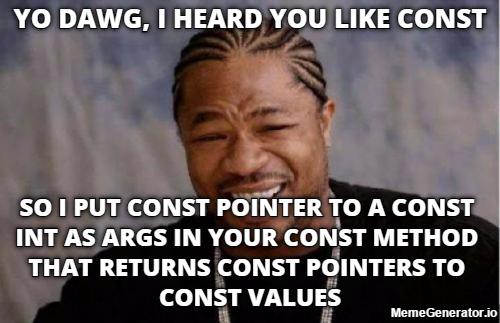 YO DAWG, I HEARD YOU LIKE CONST
SO I PUT CONST POINTER TO A CONST
INT AS ARGS IN YOUR CONST METHOD
THAT RETURNS CONST POINTERS TO
CONST VALUES
MemeGenerator.io